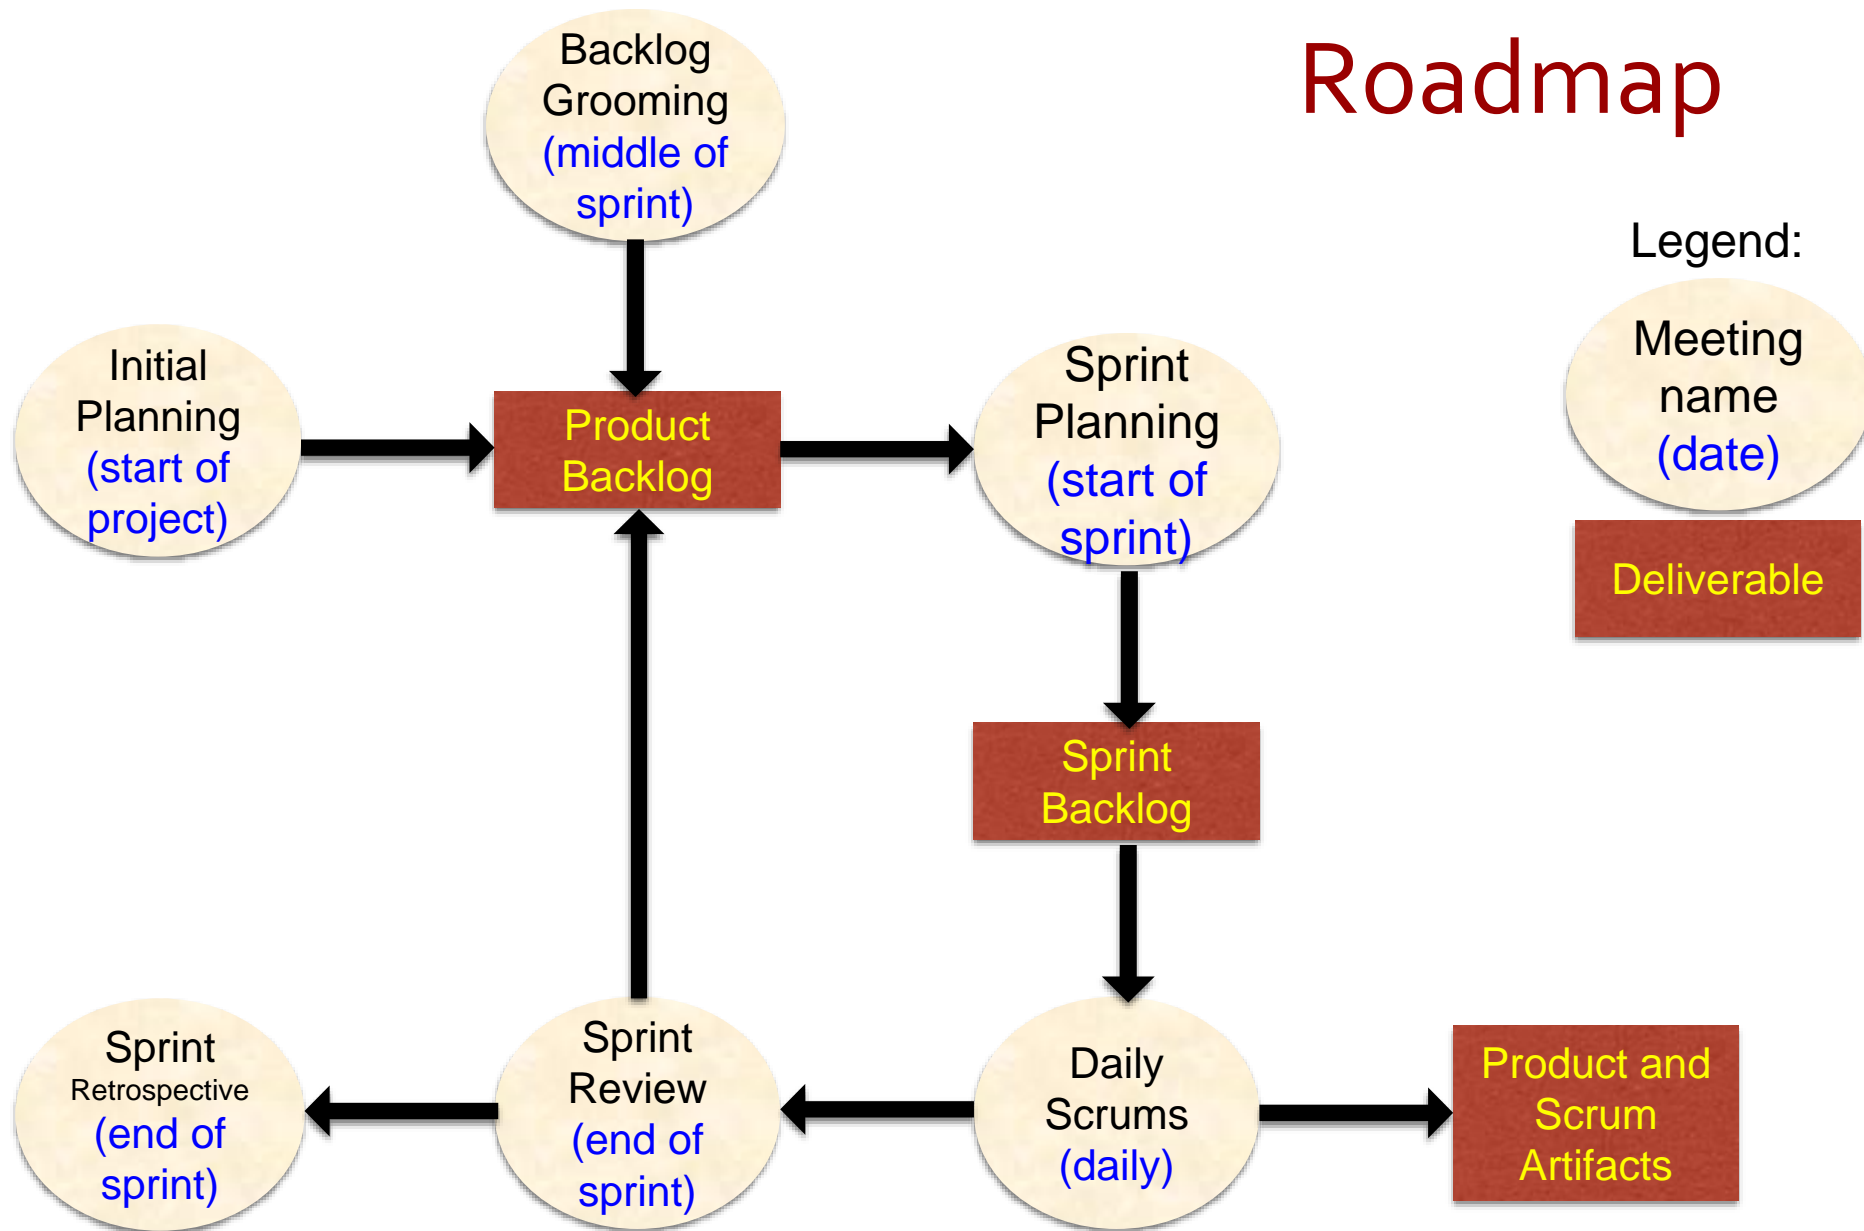 Roadmap
Backlog
Grooming
(middle of
sprint)
Legend:
Meeting
name
(date)
Deliverable
Initial
Planning
(start of
project)
Product
Backlog
Sprint
Planning
(start of
sprint)
Sprint
Backlog
Sprint
Retrospective
(end of
sprint)
Sprint
Review
(end of
sprint)
Daily
Scrums
(daily)
Product and
Scrum
Artifacts